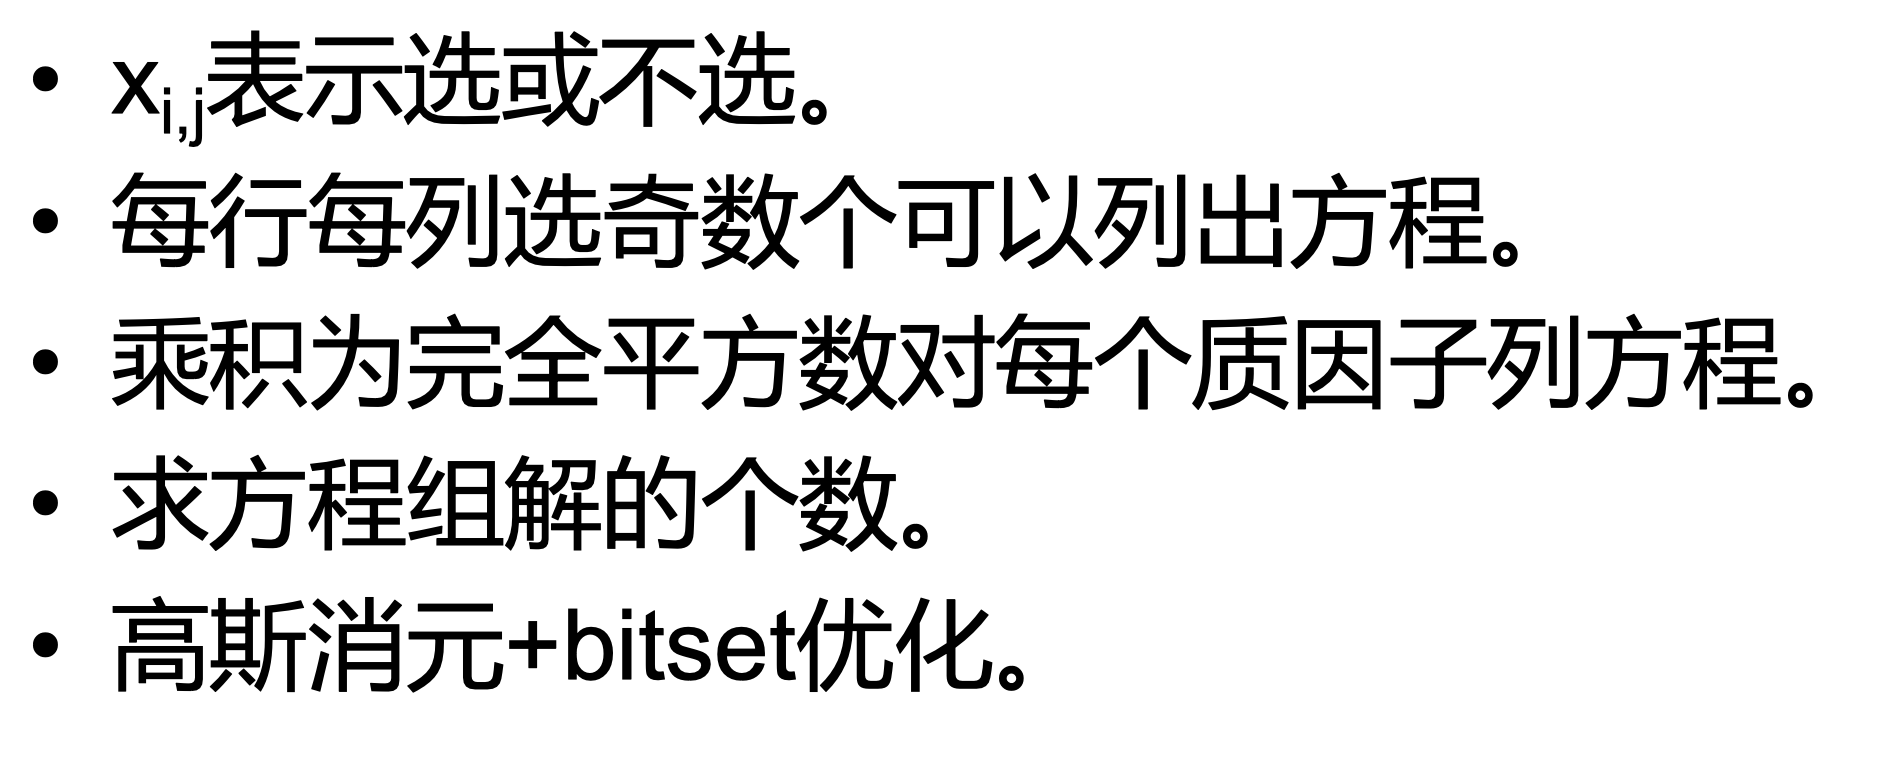 • x_{i,j}表示选或不选。
• 每行每列选奇数个可以列出方程。
• 乘积为完全平方数对每个质因子列方程。
• 求方程组解的个数。
• 高斯消元+bitset优化。